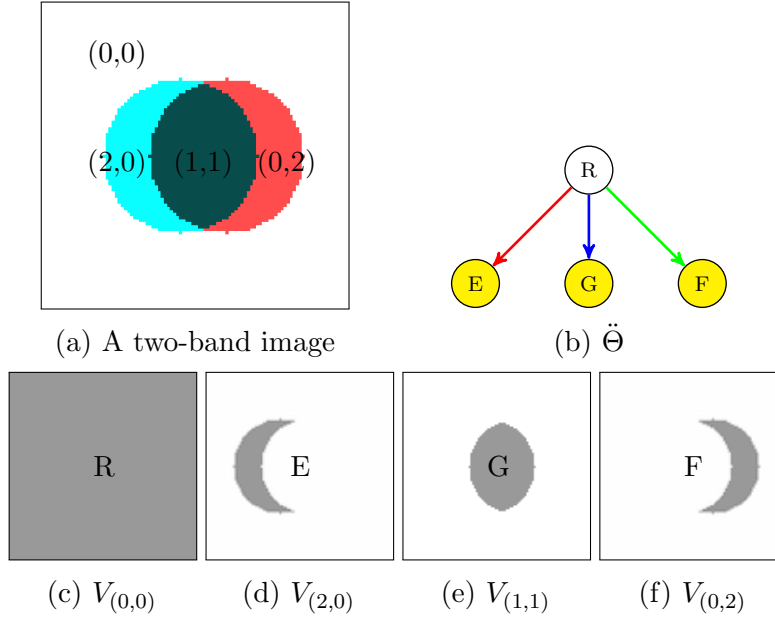 (0,0)
(2,0) (1,1) (0,2)
R
E G F
(a) A two-band image
(b) Θ̈
R E G F
(c) V(0,0) (d) V(2,0) (e) V(1,1) (f) V(0,2)